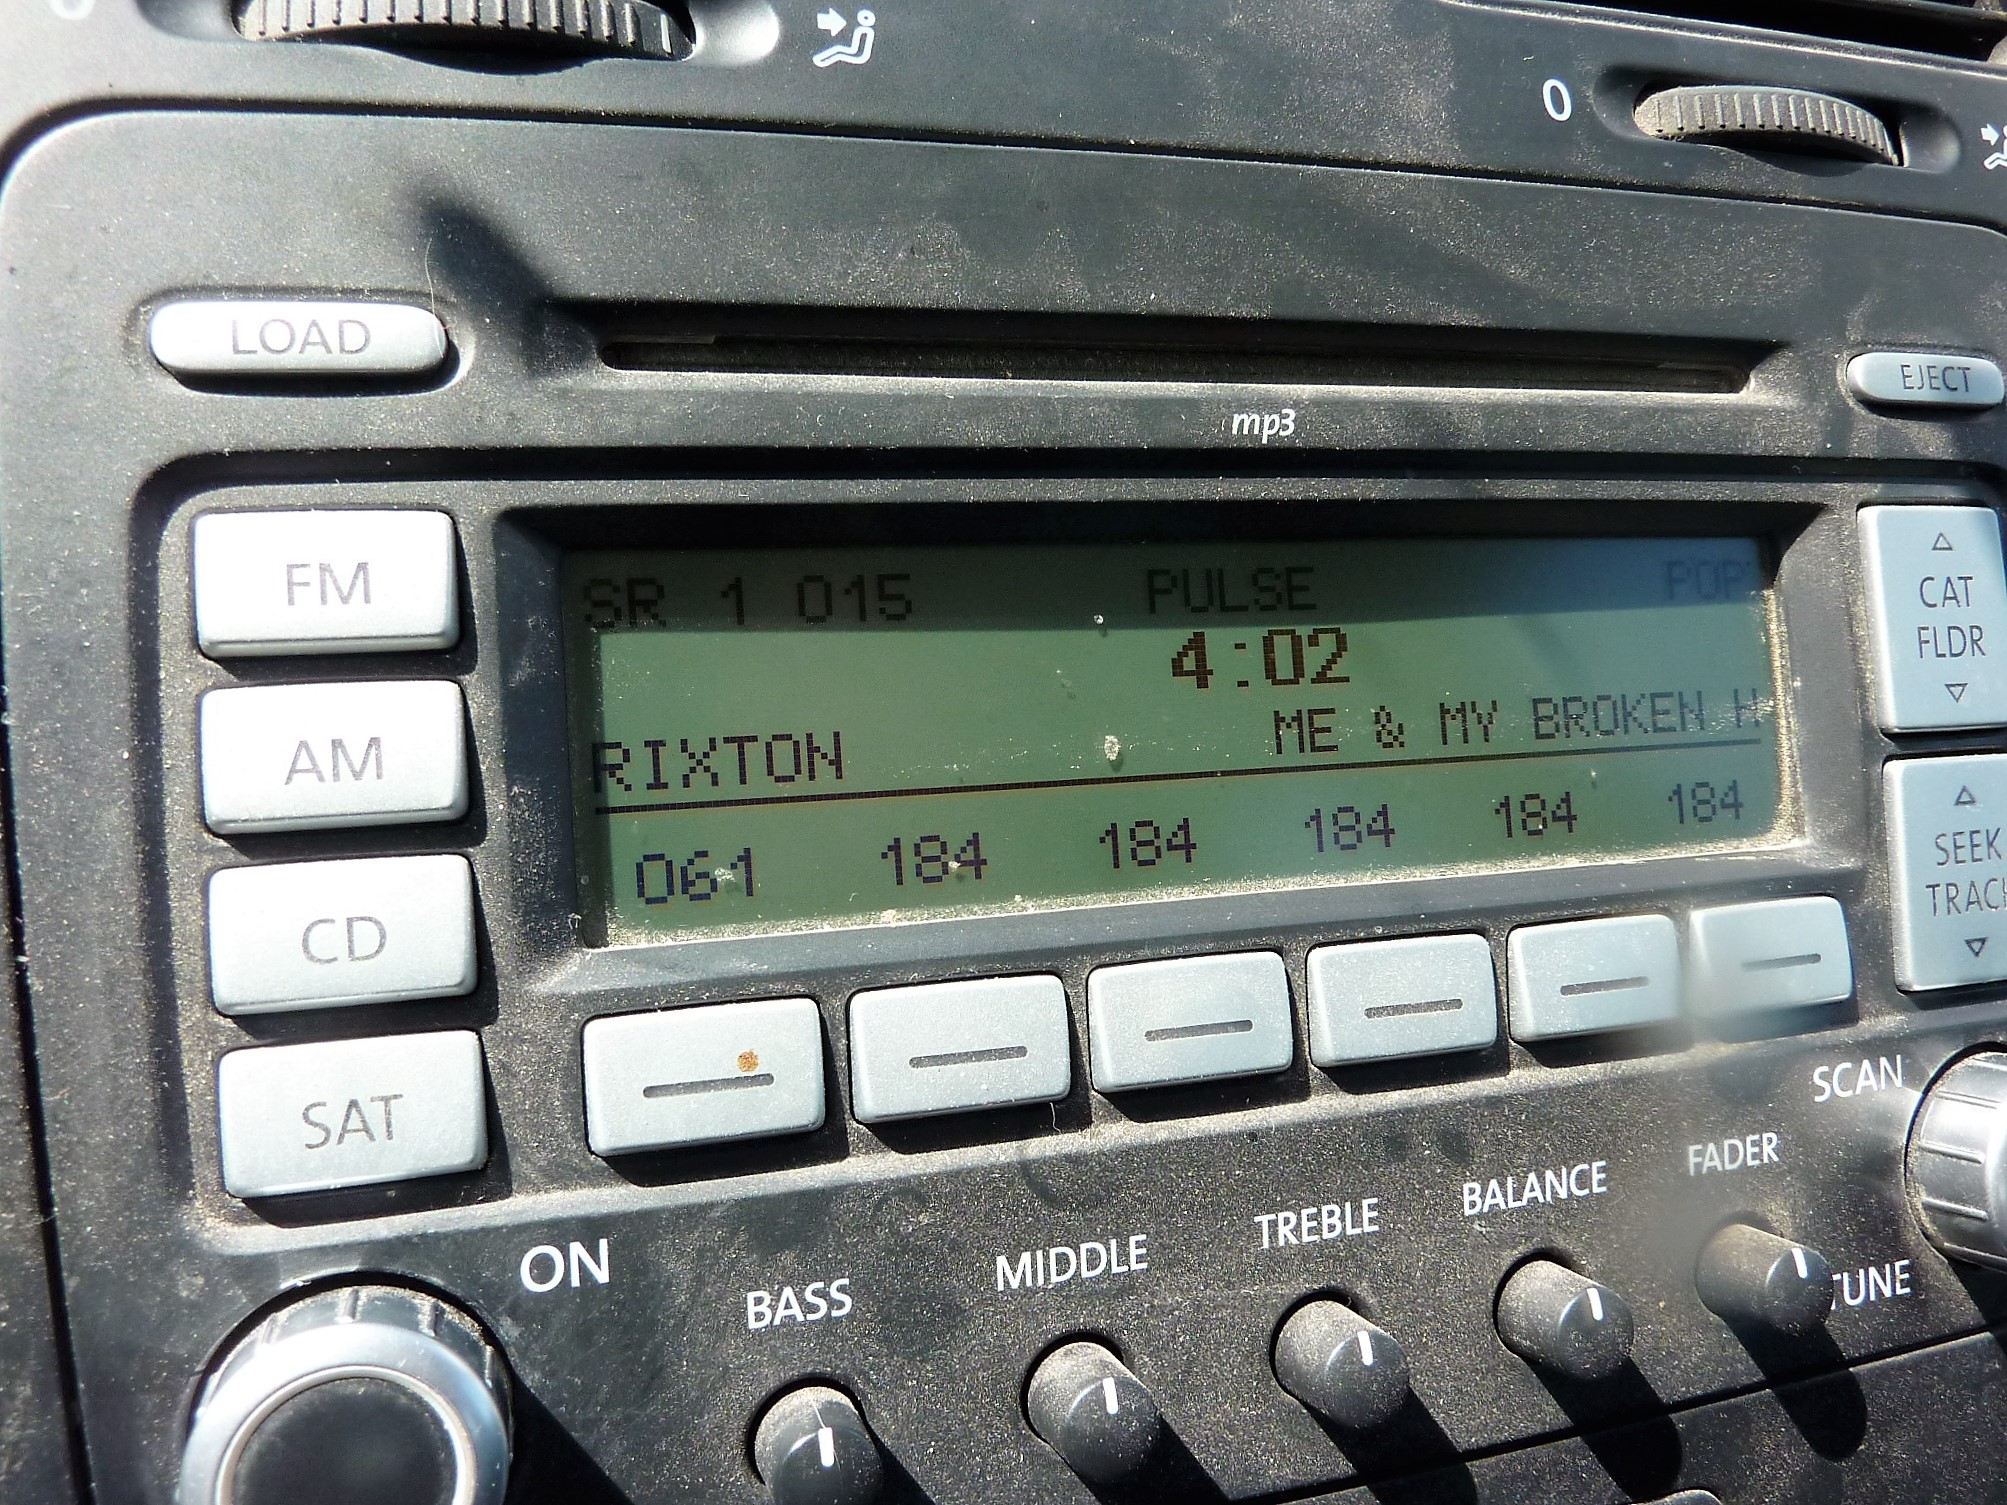 0
LOAD
EJECT
mp3
FM
AM
CD
SAT
SR 1 015 PULSE POP
4:02
RIXTON ME & MY BROKEN H
061 184 184 184 184 184
CAT
FLDR
SEEK
TRAC
SCAN
TUNE
ON
BASS
MIDDLE
TREBLE
BALANCE
FADER